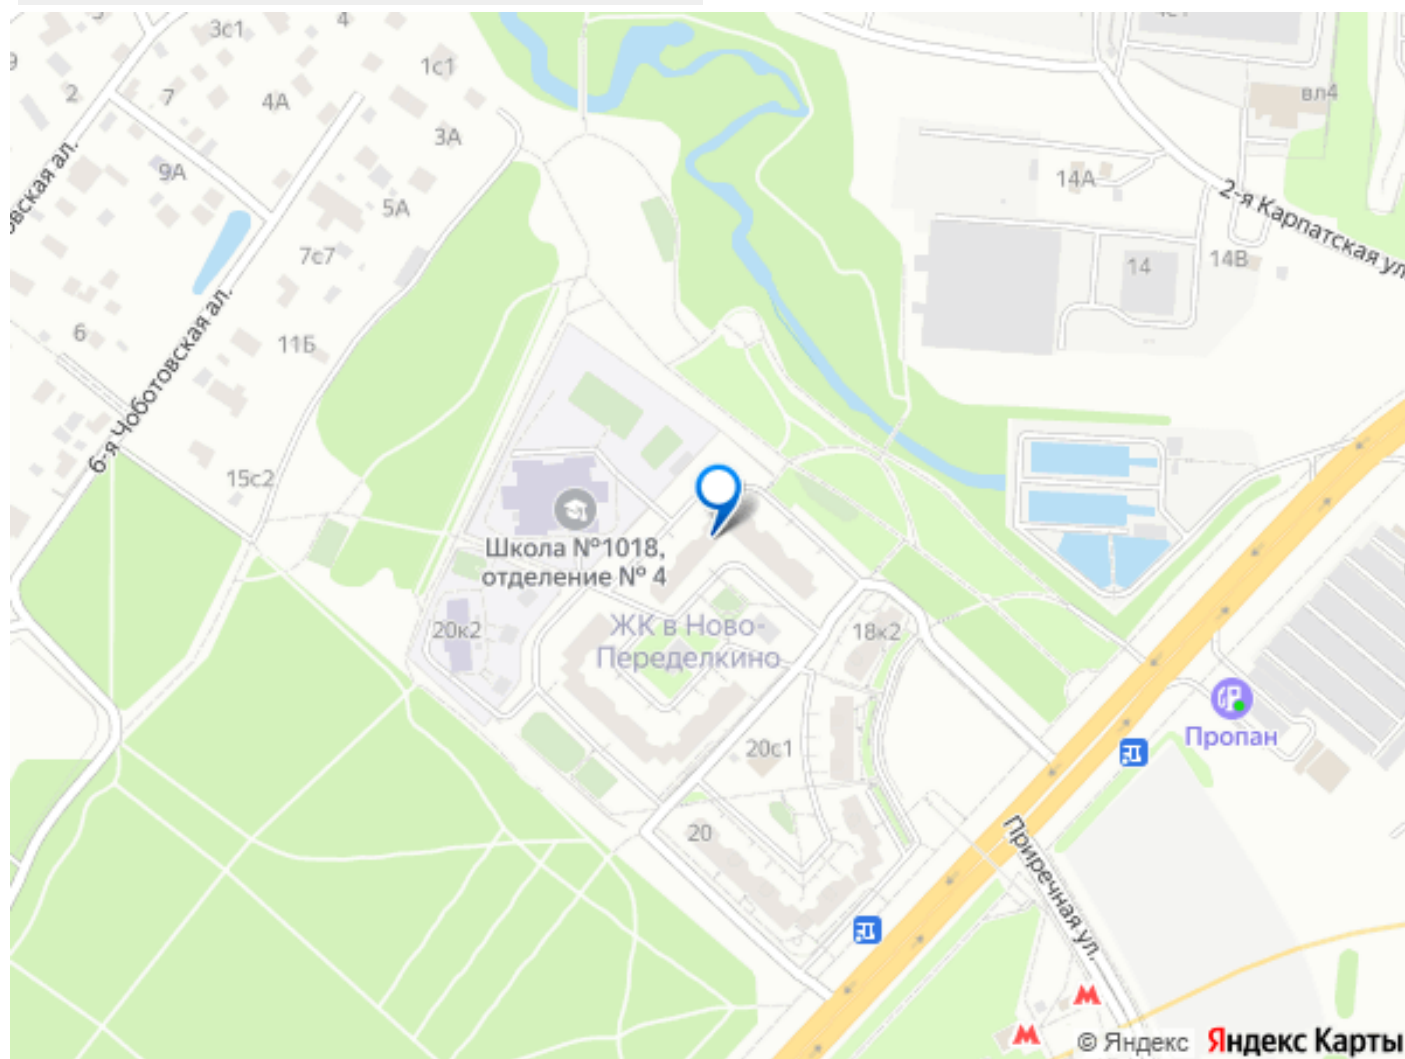 3с1
4
1с1
9
2
7
4А
3А
вл4
9А
5А
14А
2-я Карпатская ул.
7с7
14
14В
6
11Б
6-я Чоботовская ал.
15с2
Школа №1018,
отделение № 4
20к2
ЖК в Ново-
Переделкино
18к2
Пропан
20с1
20
Приречная ул.
© Яндекс
Яндекс Карты